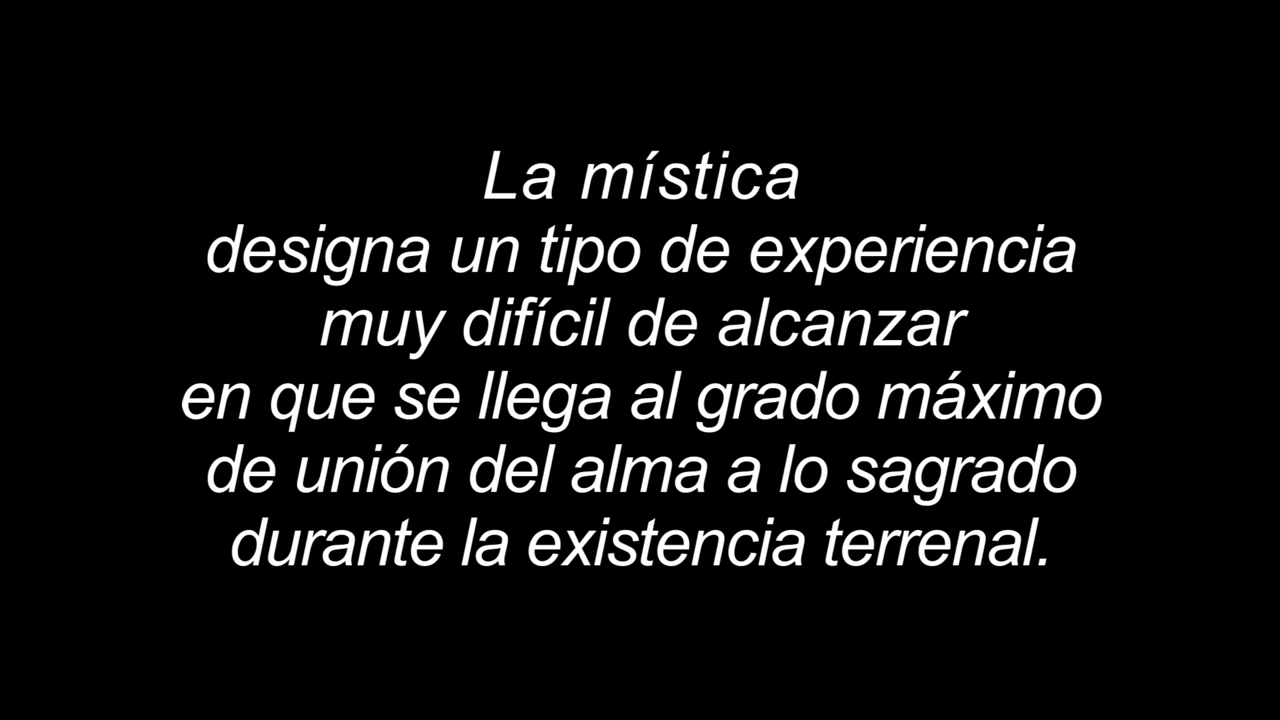 La mística
designa un tipo de experiencia
muy difícil de alcanzar
en que se llega al grado máximo
de unión del alma a lo sagrado
durante la existencia terrenal.